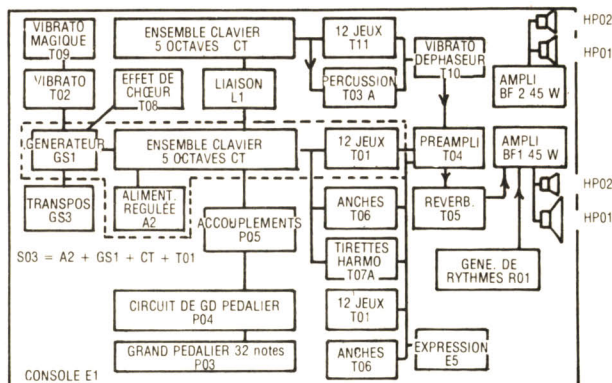 VIBRATO
MAGIQUE
T09
ENSEMBLE CLAVIER
5 OCTAVES CT
12 JEUX
T11
VIBRATO
DEPHASEUR
T10
HP02
HP01
AMPLI
BF 2 45 W
VIBRATO
T02
EFFET DE
CHŒUR
T08
LIAISON
L1
PERCUSSION
T03 A
GENERATEUR
GS1
ENSEMBLE CLAVIER
5 OCTAVES CT
12 JEUX
T01
PREAMPLI
T04
AMPLI
BF1 45 W
HP02
HP01
TRANSPOS
GS3
ALIMENT.
REGULÉE
A2
ACCOUPLEMENTS
P05
ANCHES
T06
REVERB.
T05
S03 = A2 + GS1 + CT + T01
TIRETTES
HARMO
T07A
GENE. DE
RYTHMES R01
CIRCUIT DE GD PEDALIER
P04
12 JEUX
T01
GRAND PEDALIER 32 notes
P03
ANCHES
T06
EXPRESSION
E5
CONSOLE E1